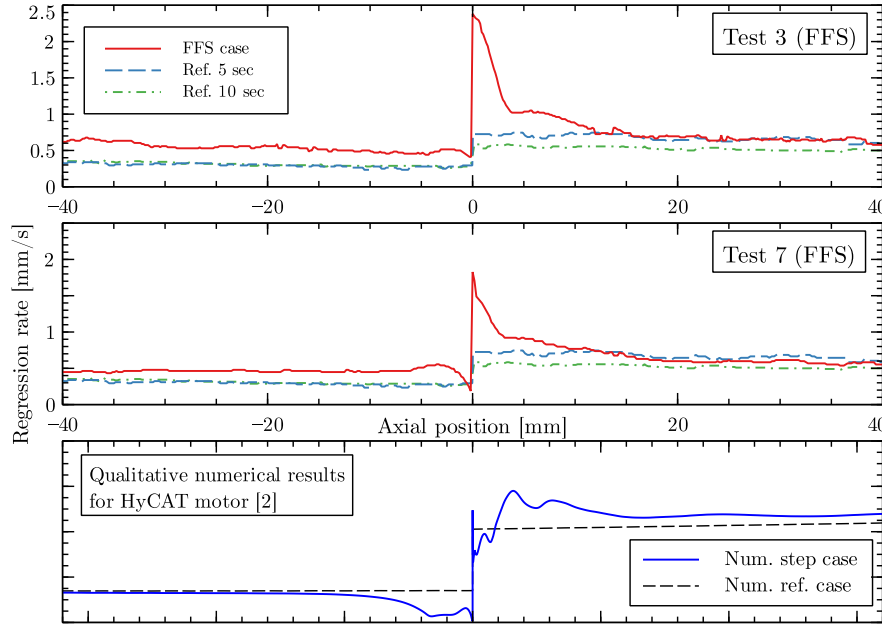 2.5
2
1.5
1
0.5
0
FFS case
Ref. 5 sec
Ref. 10 sec
Test 3 (FFS)
−40
−20
0
20
40
Test 7 (FFS)
1
0
−40
−20
20
40
Axial position [mm]
Regression rate [mm/s]
Qualitative numerical results
for HyCAT motor [2]
Num. step case
Num. ref. case